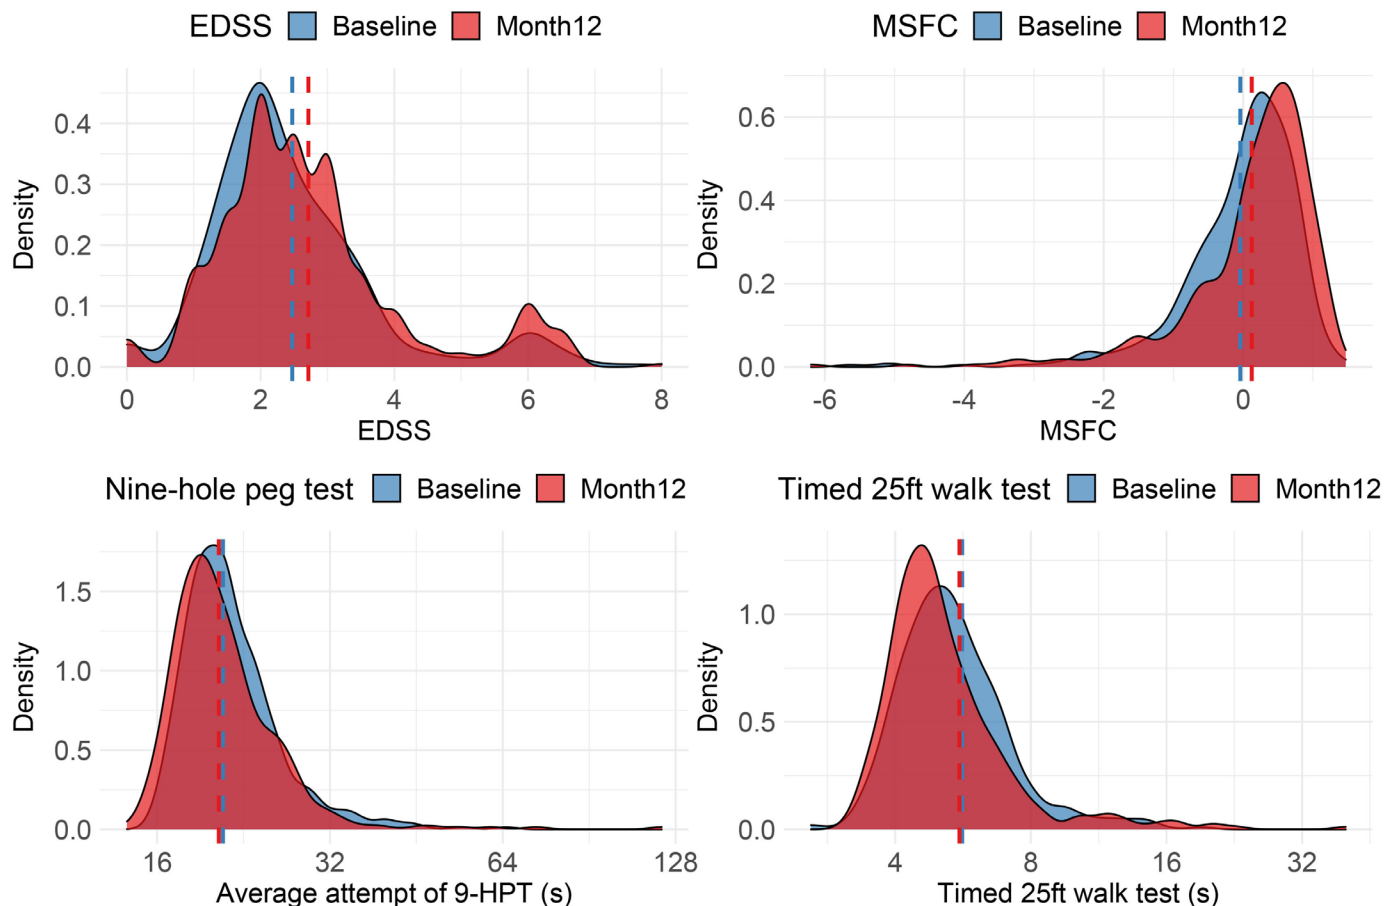 EDSS Baseline Month12
Density
0.4
0.3
0.2
0.1
0.0
0 2 4 6 8
EDSS
MSFC Baseline Month12
Density
0.6
0.4
0.2
0.0
-6 -4 -2 0
MSFC
Nine-hole peg test Baseline Month12
Density
1.5
1.0
0.5
0.0
16 32 64 128
Average attempt of 9-HPT (s)
Timed 25ft walk test Baseline Month12
Density
1.0
0.5
0.0
4 8 16 32
Timed 25ft walk test (s)